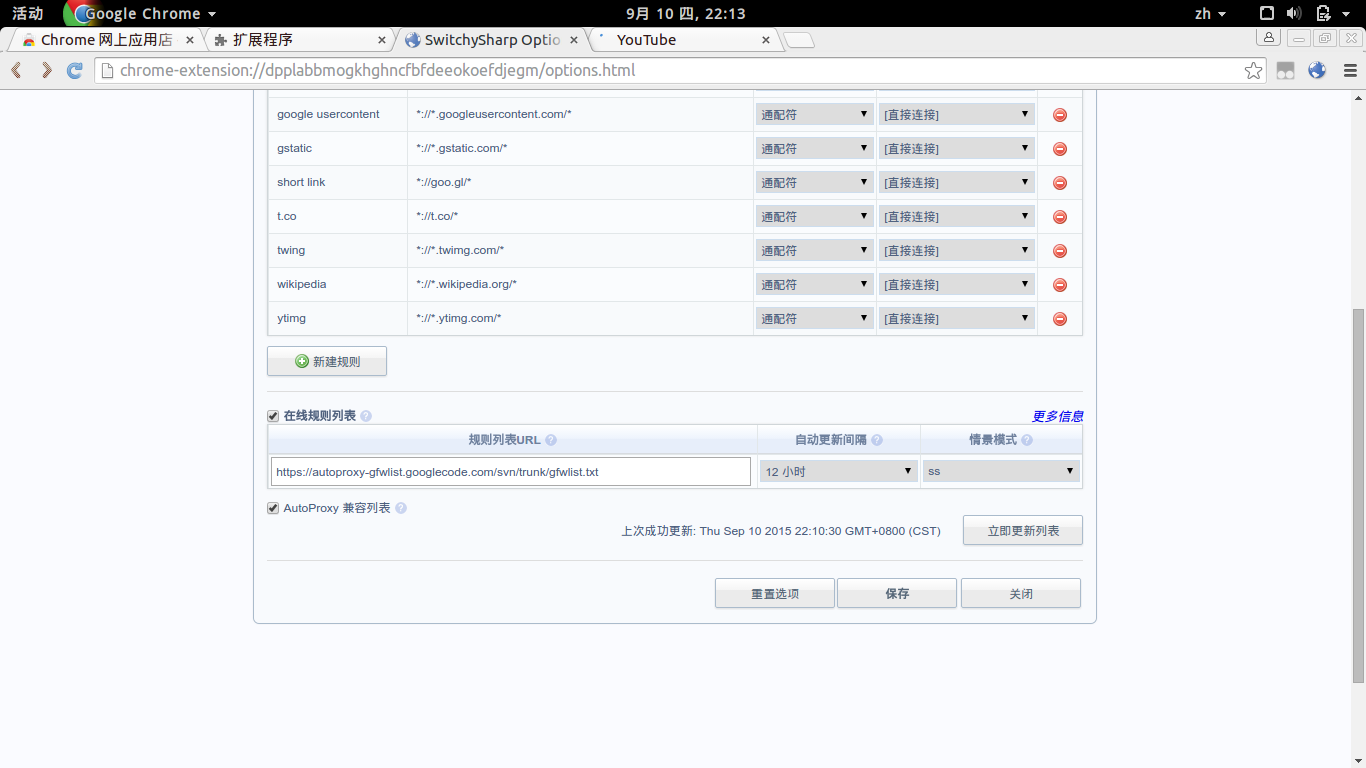 活动 Google Chrome 9月 10 四, 22:13 zh
Chrome 网上应用店 扩展程序 SwitchySharp Optio YouTube
chrome-extension://dpplabbmogkhghncfbfdeeokoefdjegm/options.html
google usercontent *://*.googleusercontent.com/* 通配符 [直接连接]
gstatic *://*.gstatic.com/* 通配符 [直接连接]
short link *://goo.gl/* 通配符 [直接连接]
t.co *://t.co/* 通配符 [直接连接]
twing *://*.twimg.com/* 通配符 [直接连接]
wikipedia *://*.wikipedia.org/* 通配符 [直接连接]
ytimg *://*.ytimg.com/* 通配符 [直接连接]
新建规则
在线规则列表 ? 更多信息
规则列表URL ? 自动更新间隔 ? 情景模式 ?
https://autoproxy-gfwlist.googlecode.com/svn/trunk/gfwlist.txt 12 小时 ss
AutoProxy 兼容列表 ?
上次成功更新: Thu Sep 10 2015 22:10:30 GMT+0800 (CST) 立即更新列表
重置选项 保存 关闭